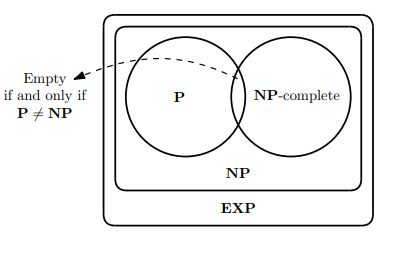 Empty
if and only if
P ≠ NP
P
NP-complete
NP
EXP